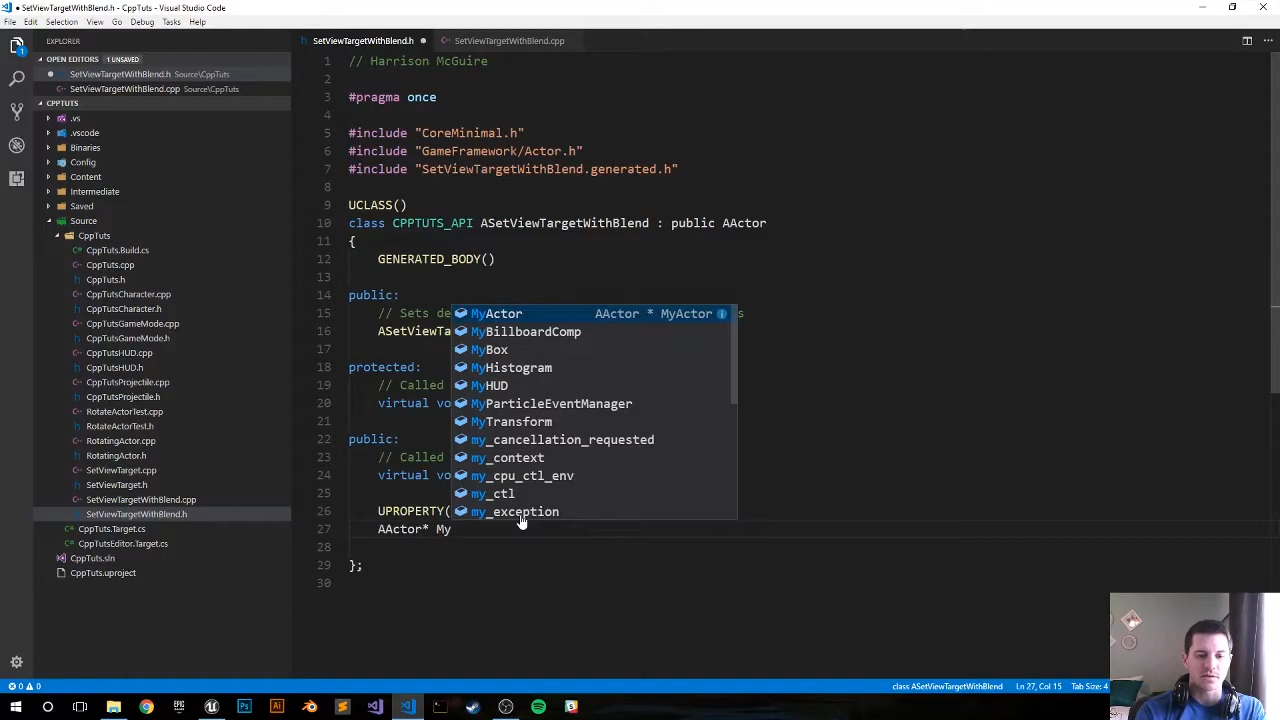 SetViewTargetWithBlend.h - CppTuts - Visual Studio Code
File Edit Selection View Go Debug Tasks Help
EXPLORER
OPEN EDITORS 1 UNSAVED
SetViewTargetWithBlend.h Source\CppTuts
SetViewTargetWithBlend.cpp Source\CppTuts
CPPTUTS
.vs
.vscode
Binaries
Config
Content
Intermediate
Saved
Source
CppTuts
CppTuts.Build.cs
CppTuts.cpp
CppTuts.h
CppTutsCharacter.cpp
CppTutsCharacter.h
CppTutsGameMode.cpp
CppTutsGameMode.h
CppTutsHUD.cpp
CppTutsHUD.h
CppTutsProjectile.cpp
CppTutsProjectile.h
RotateActorTest.cpp
RotateActorTest.h
RotatingActor.cpp
RotatingActor.h
SetViewTarget.cpp
SetViewTarget.h
SetViewTargetWithBlend.cpp
SetViewTargetWithBlend.h
CppTuts.Target.cs
CppTutsEditor.Target.cs
CppTuts.sln
CppTuts.uproject
SetViewTargetWithBlend.h SetViewTargetWithBlend.cpp
1 // Harrison McGuire
2
3 #pragma once
4
5 #include "CoreMinimal.h"
6 #include "GameFramework/Actor.h"
7 #include "SetViewTargetWithBlend.generated.h"
8
9 UCLASS()
10 class CPPTUTS_API ASetViewTargetWithBlend : public AActor
11 {
12 GENERATED_BODY()
13
14 public:
15 // Sets de s
16 ASetViewTa
17
18 protected:
19 // Called
20 virtual vo
21
22 public:
23 // Called
24 virtual vo
25
26 UPROPERTY(
27 AActor* My
28
29 };
30
MyActor AActor * MyActor
MyBillboardComp
MyBox
MyHistogram
MyHUD
MyParticleEventManager
MyTransform
my_cancellation_requested
my_context
my_cpu_ctl_env
my_ctl
my_exception
0 0 class ASetViewTargetWithBlend Ln 27, Col 15 Tab Size: 4